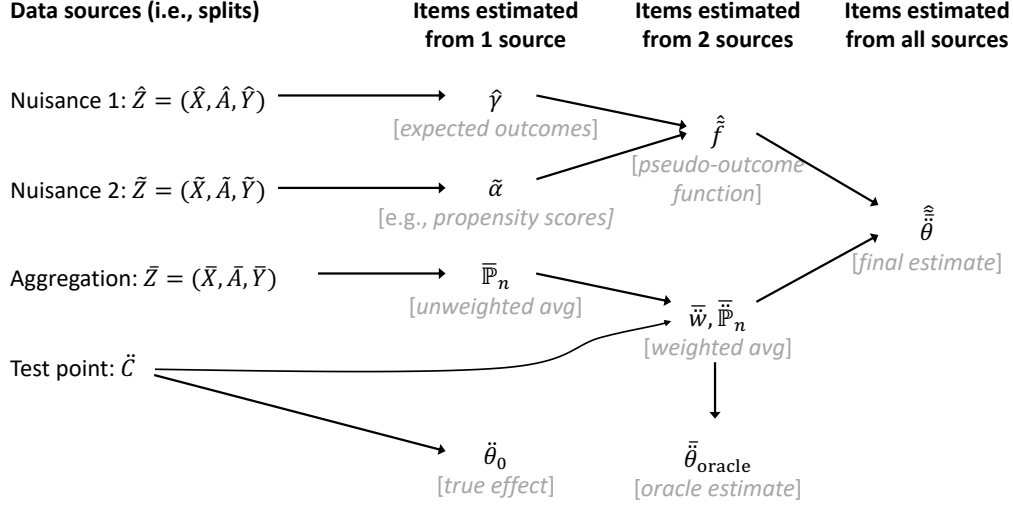 Data sources (i.e., splits)
Items estimated from 1 source
Items estimated from 2 sources
Items estimated from all sources
Nuisance 1: Ẑ = (X̂, Â, Ŷ)
γ̂
[expected outcomes]
f̃̂
[pseudo-outcome function]
Nuisance 2: Z̃ = (X̃, Ã, Ỹ)
α̃
[e.g., propensity scores]
θ̈̄̃̂
[final estimate]
Aggregation: Z̄ = (X̄, Ā, Ȳ)
ℙ̄ₙ
[unweighted avg]
ẅ̄, ℙ̈̄ₙ
[weighted avg]
Test point: C̈
θ̈₀
[true effect]
θ̈̄oracle
[oracle estimate]